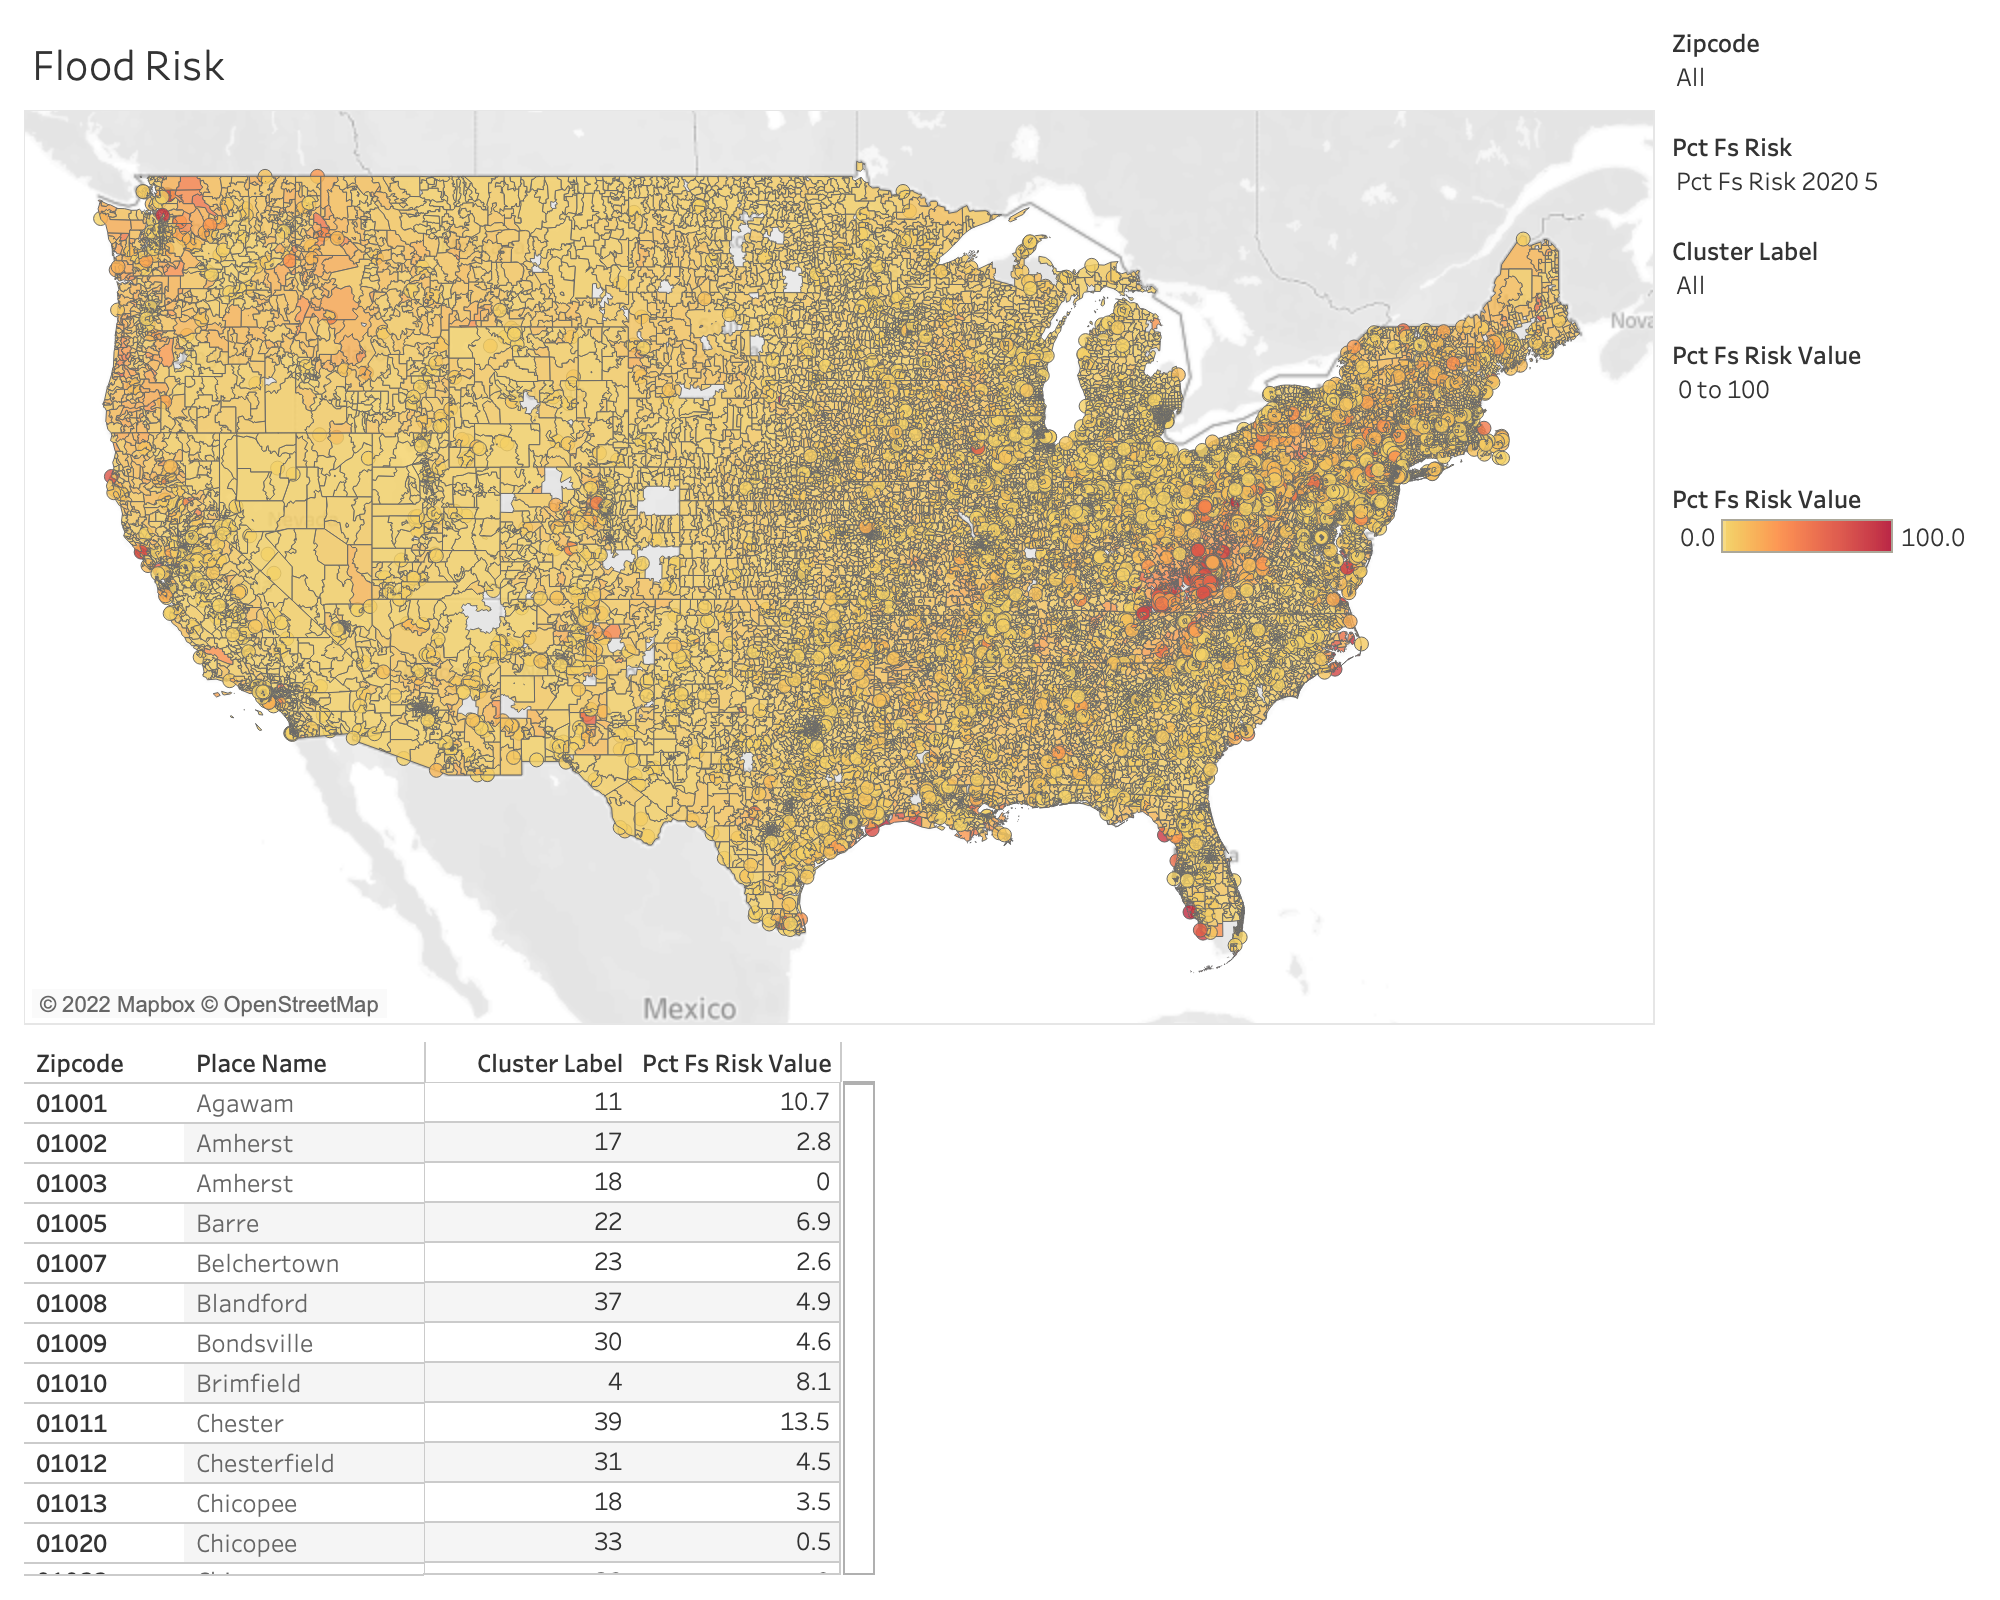 Flood Risk
Zipcode
All
Pct Fs Risk
Pct Fs Risk 2020 5
Cluster Label
All
Pct Fs Risk Value
0 to 100
Pct Fs Risk Value
0.0 100.0
Nova
Mexico
© 2022 Mapbox © OpenStreetMap
Zipcode Place Name Cluster Label Pct Fs Risk Value
01001 Agawam 11 10.7
01002 Amherst 17 2.8
01003 Amherst 18 0
01005 Barre 22 6.9
01007 Belchertown 23 2.6
01008 Blandford 37 4.9
01009 Bondsville 30 4.6
01010 Brimfield 4 8.1
01011 Chester 39 13.5
01012 Chesterfield 31 4.5
01013 Chicopee 18 3.5
01020 Chicopee 33 0.5